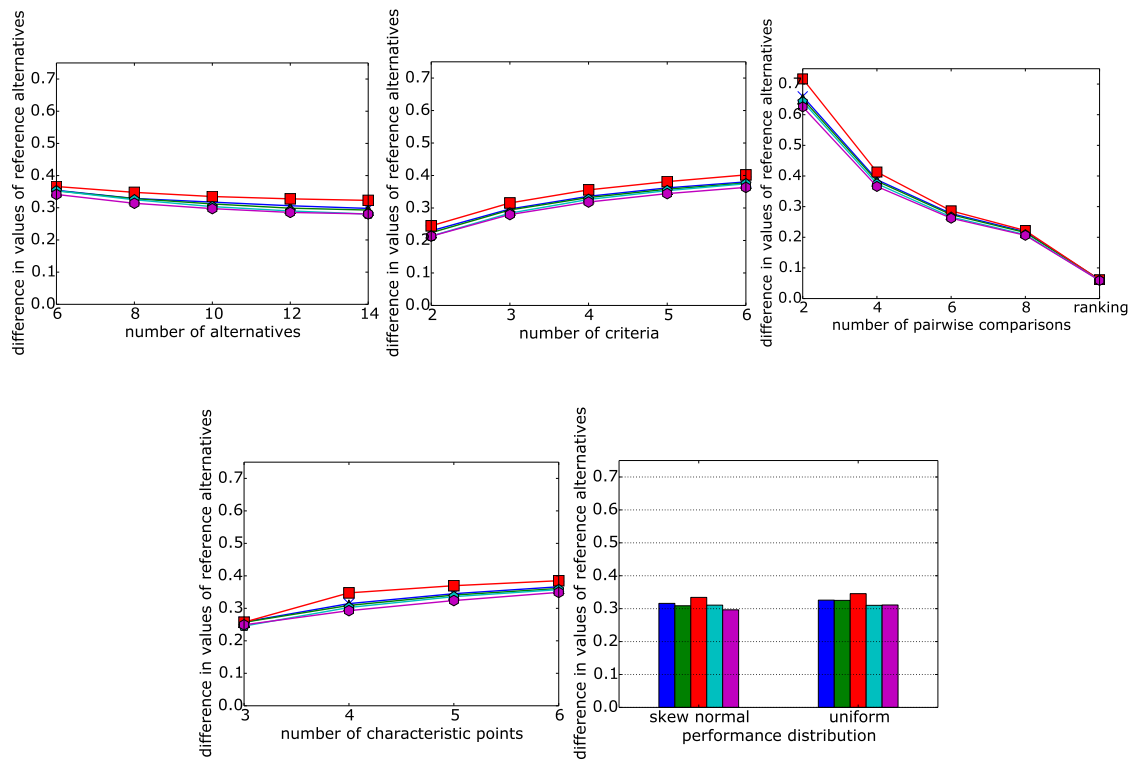 difference in values of reference alternatives
0.7
0.6
0.5
0.4
0.3
0.2
0.1
0.0
6 8 10 12 14
number of alternatives
difference in values of reference alternatives
0.7
0.6
0.5
0.4
0.3
0.2
0.1
0.0
2 3 4 5 6
number of criteria
difference in values of reference alternatives
0.7
0.6
0.5
0.4
0.3
0.2
0.1
0.0
2 4 6 8 ranking
number of pairwise comparisons
difference in values of reference alternatives
0.7
0.6
0.5
0.4
0.3
0.2
0.1
0.0
3 4 5 6
number of characteristic points
difference in values of reference alternatives
0.7
0.6
0.5
0.4
0.3
0.2
0.1
0.0
skew normal uniform
performance distribution